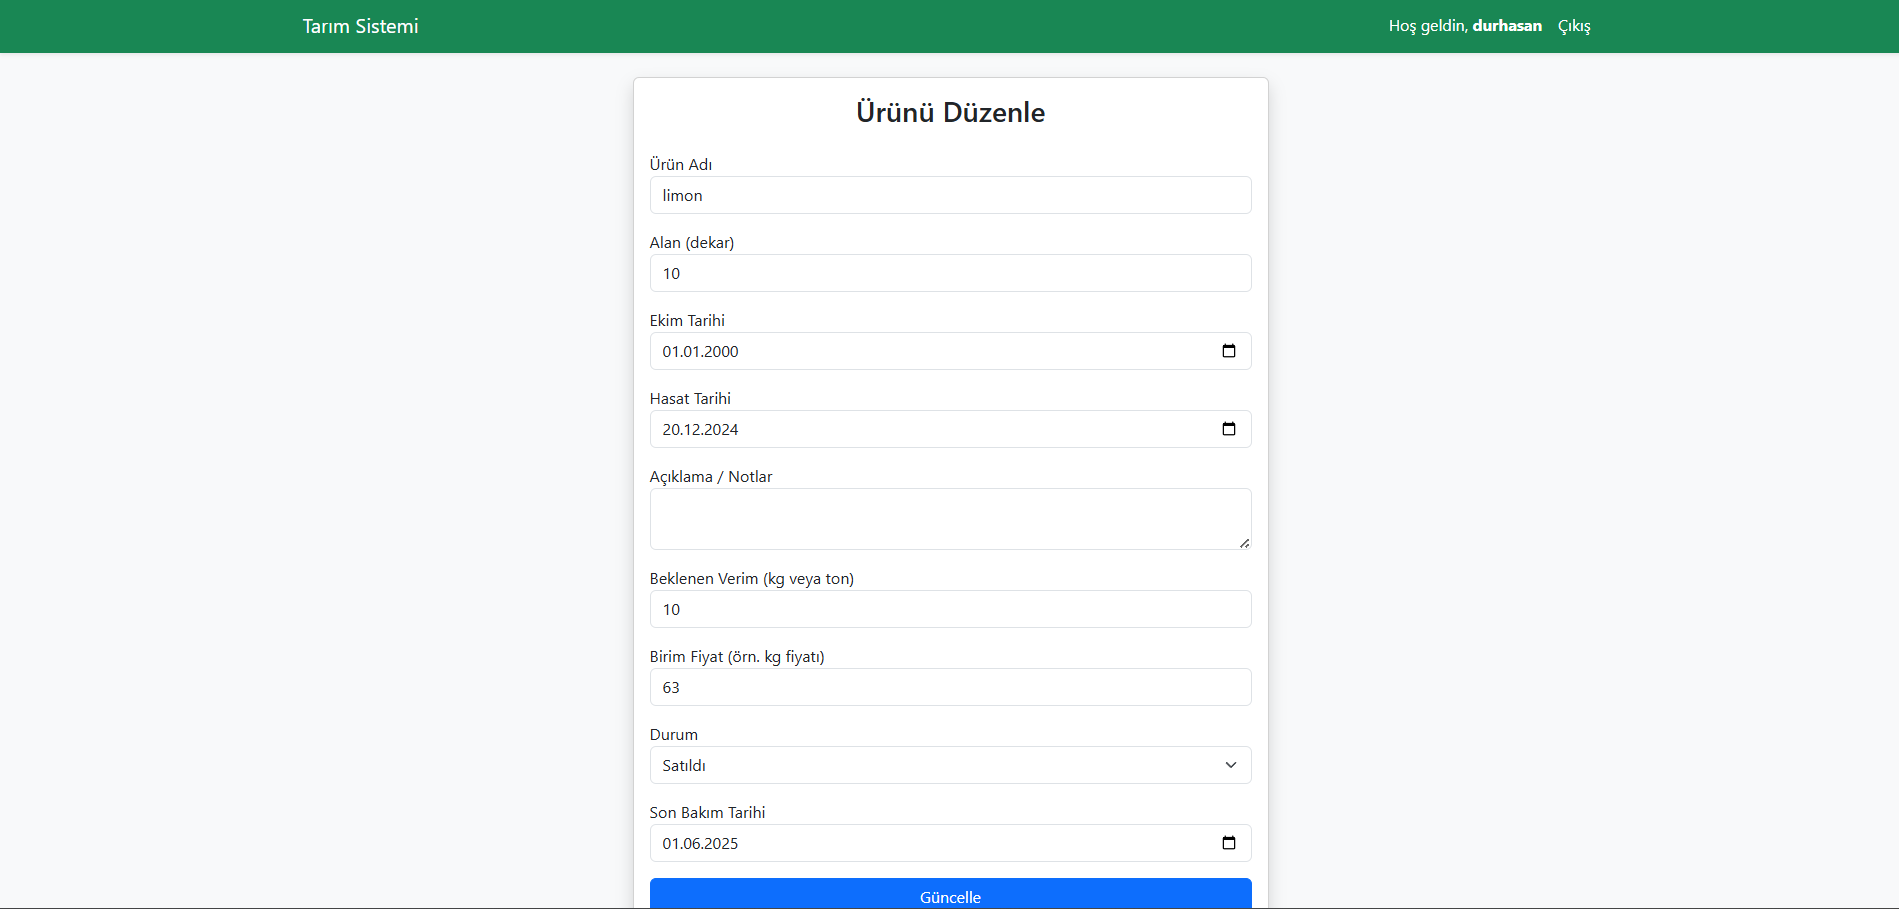 Tarım Sistemi
Hoş geldin, durhasan Çıkış
Ürünü Düzenle
Ürün Adı
limon
Alan (dekar)
10
Ekim Tarihi
01.01.2000
Hasat Tarihi
20.12.2024
Açıklama / Notlar
Beklenen Verim (kg veya ton)
10
Birim Fiyat (örn. kg fiyatı)
63
Durum
Satıldı
Son Bakım Tarihi
01.06.2025
Güncelle